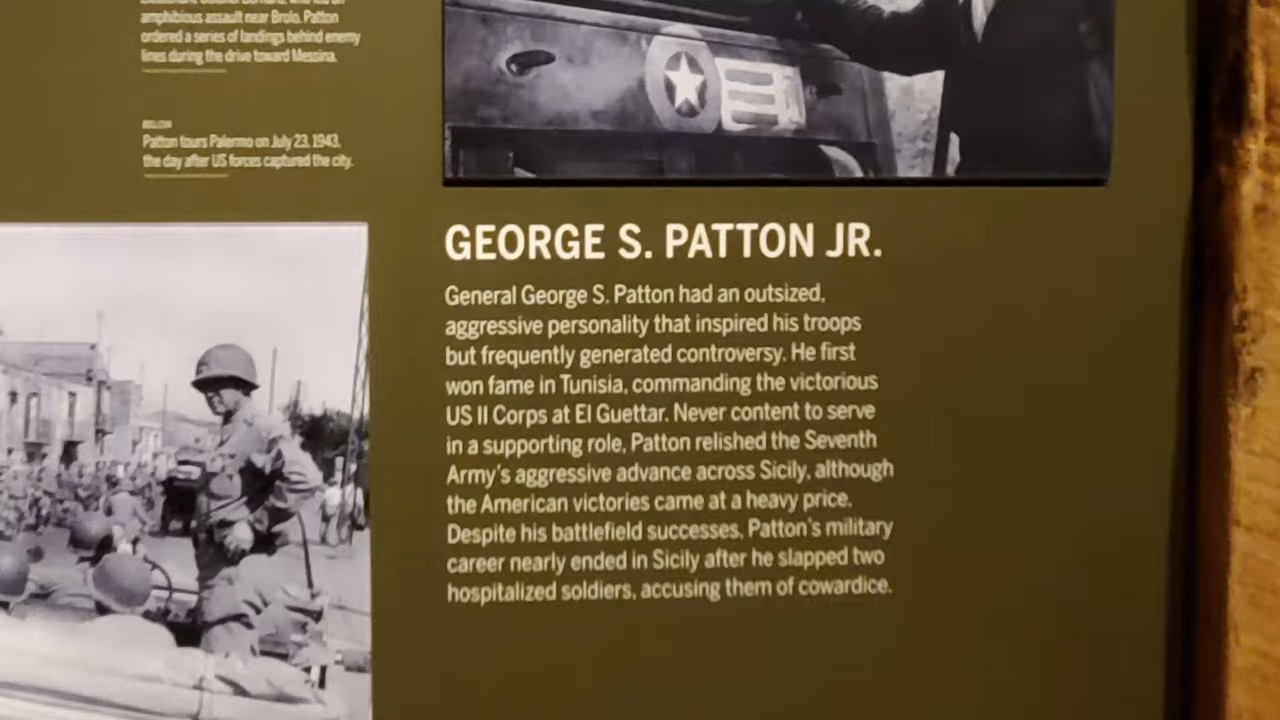 amphibious assault near Brolo. Patton
ordered a series of landings behind enemy
lines during the drive toward Messina.
BELOW
Patton tours Palermo on July 23, 1943,
the day after US forces captured the city.
GEORGE S. PATTON JR.
General George S. Patton had an outsized,
aggressive personality that inspired his troops
but frequently generated controversy. He first
won fame in Tunisia, commanding the victorious
US II Corps at El Guettar. Never content to serve
in a supporting role, Patton relished the Seventh
Army's aggressive advance across Sicily, although
the American victories came at a heavy price.
Despite his battlefield successes, Patton's military
career nearly ended in Sicily after he slapped two
hospitalized soldiers, accusing them of cowardice.